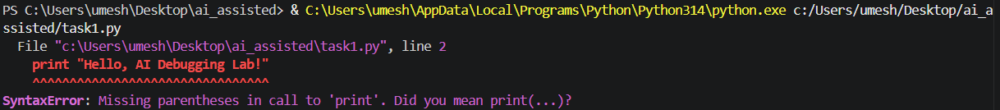 PS C:\Users\umesh\Desktop\ai_assisted> & C:\Users\umesh\AppData\Local\Programs\Python\Python314\python.exe c:/Users/umesh/Desktop/ai_a
ssisted/task1.py
  File "c:\Users\umesh\Desktop\ai_assisted\task1.py", line 2
    print "Hello, AI Debugging Lab!"
    ^^^^^^^^^^^^^^^^^^^^^^^^^^^^^^^^
SyntaxError: Missing parentheses in call to 'print'. Did you mean print(...)?